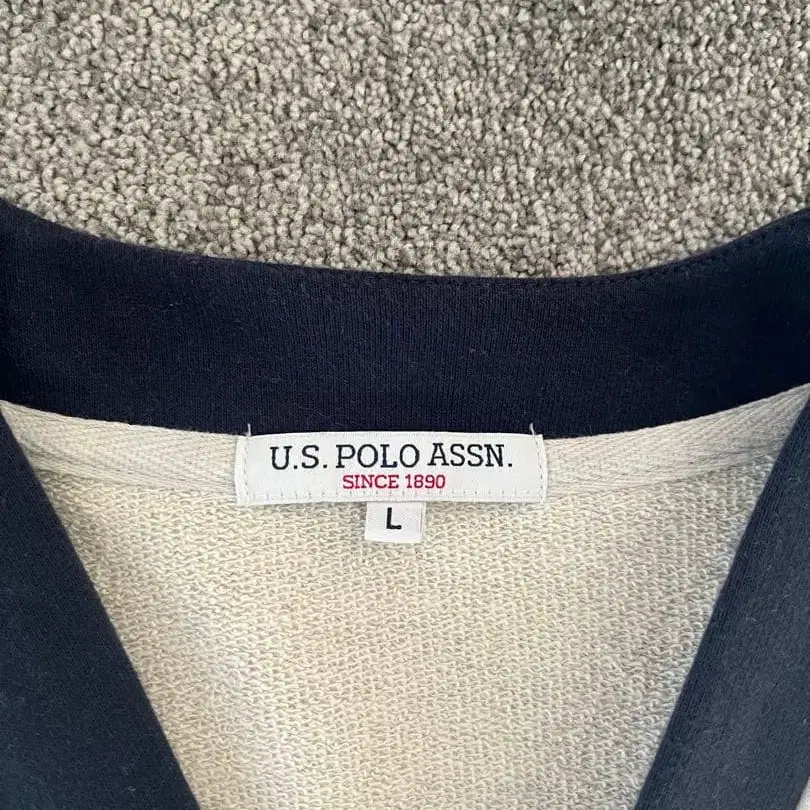 U.S. POLO ASSN.
SINCE 1890
L